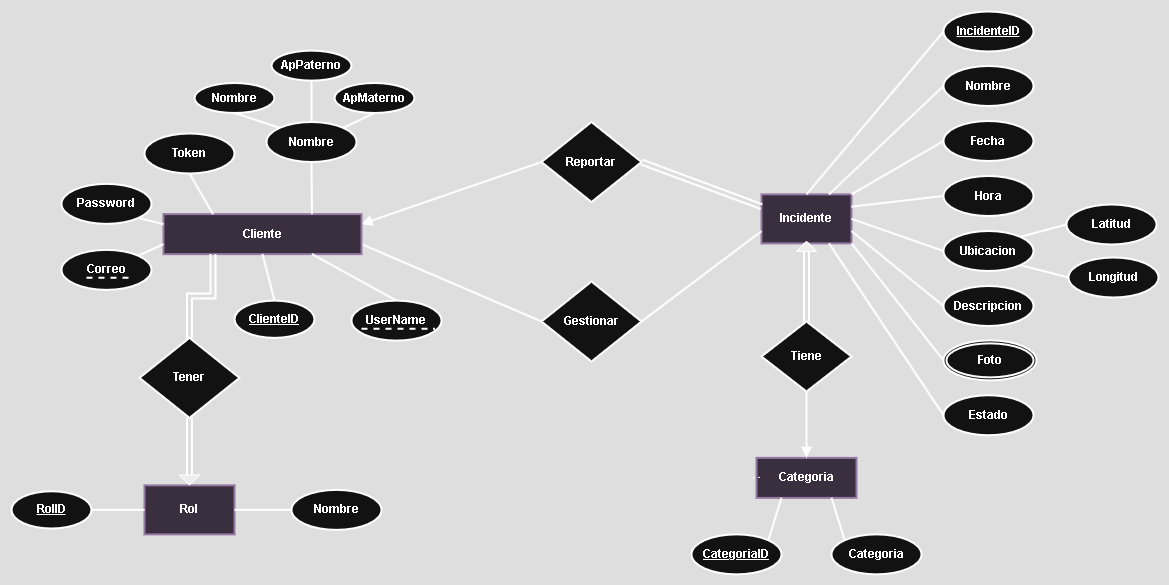 IncidenteID
ApPaterno
Nombre
Nombre
ApMaterno
Nombre
Fecha
Token
Reportar
Hora
Password
Incidente
Latitud
Cliente
Ubicacion
Correo
Longitud
Descripcion
ClienteID
UserName
Gestionar
Tiene
Foto
Tener
Estado
Categoria
RolID
Rol
Nombre
CategoriaID
Categoria